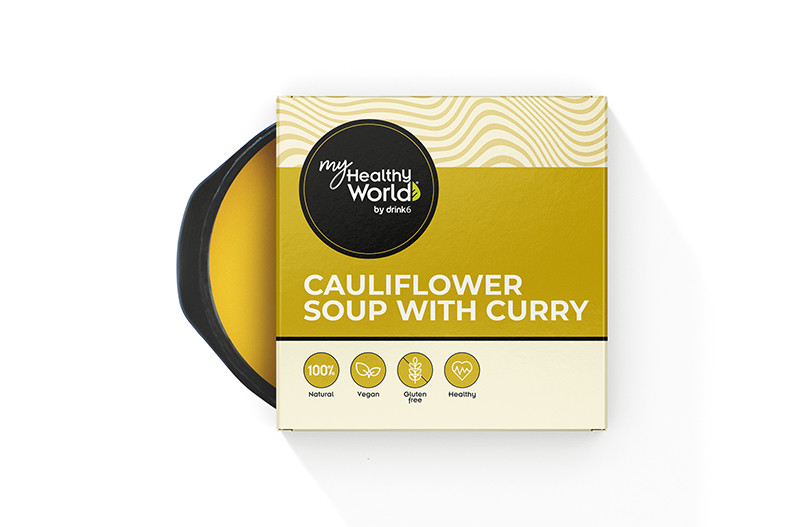 my
Healthy
World
by drink6
CAULIFLOWER
SOUP WITH CURRY
100%
Natural
Vegan
Gluten
free
Healthy